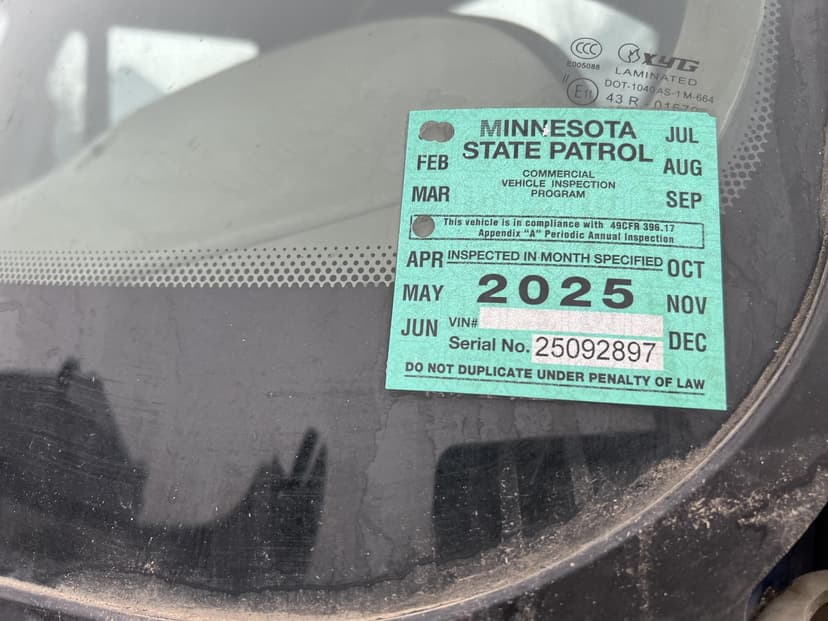 CCC
E005088
XYG
LAMINATED
DOT-1040 AS-1 M-664
E11
43 R -
MINNESOTA
STATE PATROL
COMMERCIAL
VEHICLE INSPECTION
PROGRAM
FEB
MAR
JUL
AUG
SEP
This vehicle is in compliance with 49CFR 396.17
Appendix "A" Periodic Annual Inspection
INSPECTED IN MONTH SPECIFIED
APR
MAY
JUN
OCT
NOV
DEC
2025
VIN#
Serial No. 25092897
DO NOT DUPLICATE UNDER PENALTY OF LAW